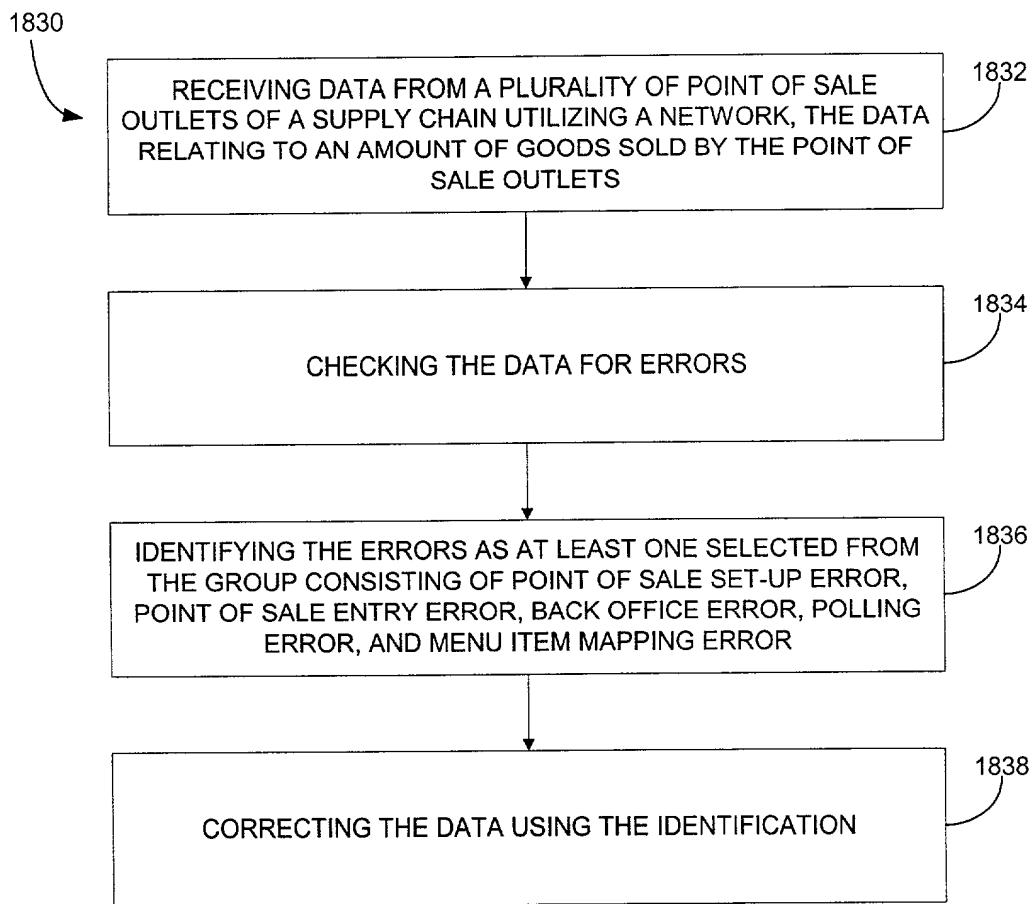 1830
1832
RECEIVING DATA FROM A PLURALITY OF POINT OF SALE
OUTLETS OF A SUPPLY CHAIN UTILIZING A NETWORK, THE DATA
RELATING TO AN AMOUNT OF GOODS SOLD BY THE POINT OF
SALE OUTLETS
1834
CHECKING THE DATA FOR ERRORS
1836
IDENTIFYING THE ERRORS AS AT LEAST ONE SELECTED FROM
THE GROUP CONSISTING OF POINT OF SALE SET-UP ERROR,
POINT OF SALE ENTRY ERROR, BACK OFFICE ERROR, POLLING
ERROR, AND MENU ITEM MAPPING ERROR
1838
CORRECTING THE DATA USING THE IDENTIFICATION